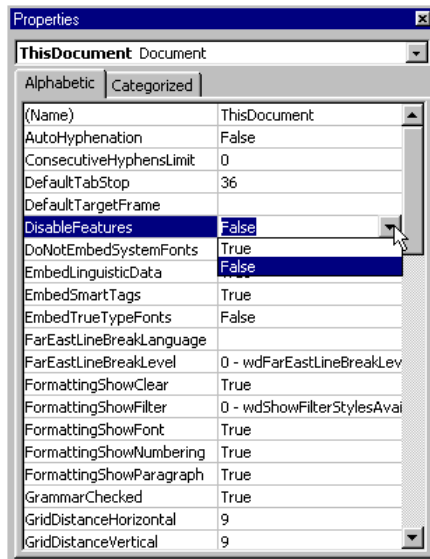 Properties
ThisDocument Document
Alphabetic Categorized
(Name) ThisDocument
AutoHyphenation False
ConsecutiveHyphensLimit 0
DefaultTabStop 36
DefaultTargetFrame
DisableFeatures False
DoNotEmbedSystemFonts True
EmbedLinguisticData False
EmbedSmartTags True
EmbedTrueTypeFonts False
FarEastLineBreakLanguage
FarEastLineBreakLevel 0 - wdFarEastLineBreakLev
FormattingShowClear True
FormattingShowFilter 0 - wdShowFilterStylesAvai
FormattingShowFont True
FormattingShowNumbering True
FormattingShowParagraph True
GrammarChecked True
GridDistanceHorizontal 9
GridDistanceVertical 9